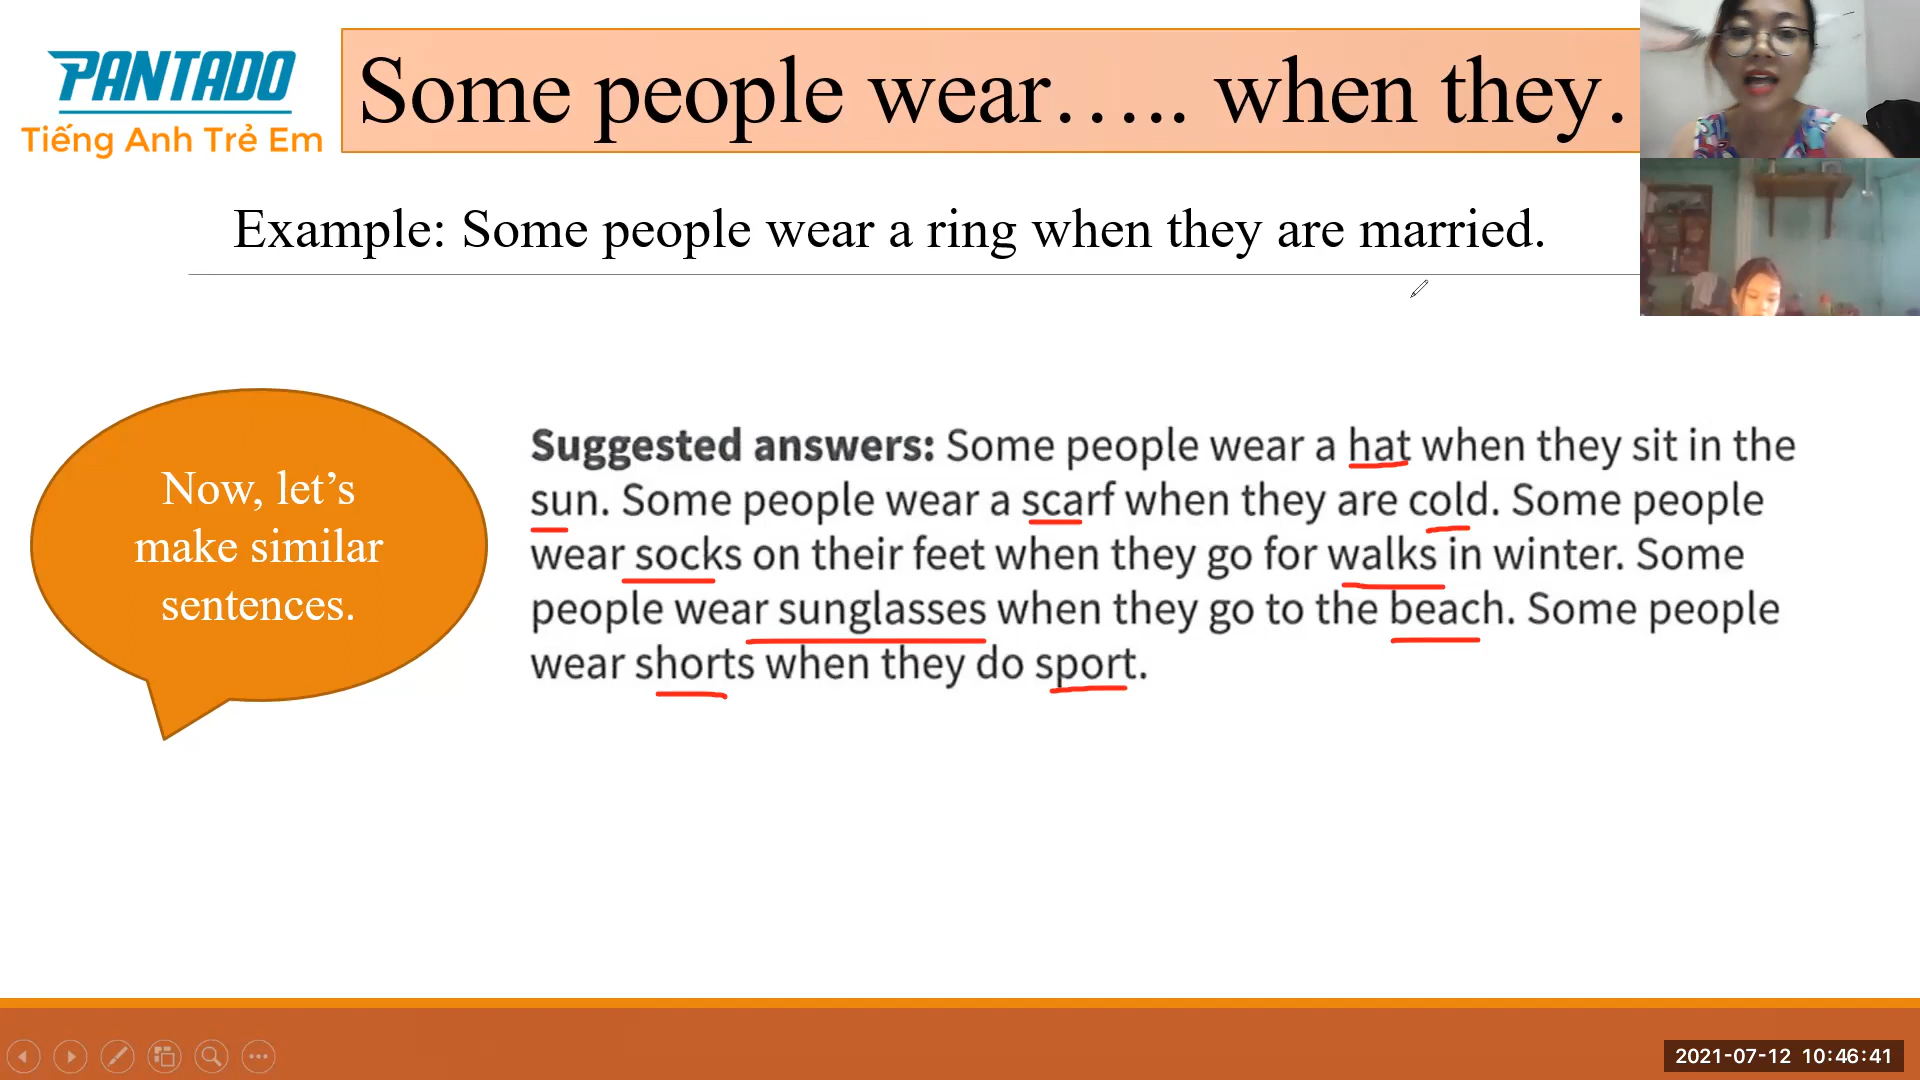 PANTADO
Tiếng Anh Trẻ Em
Some people wear….. when they.
Example: Some people wear a ring when they are married.
Now, let’s
make similar
sentences.
Suggested answers: Some people wear a hat when they sit in the
sun. Some people wear a scarf when they are cold. Some people
wear socks on their feet when they go for walks in winter. Some
people wear sunglasses when they go to the beach. Some people
wear shorts when they do sport.
2021-07-12 10:46:41